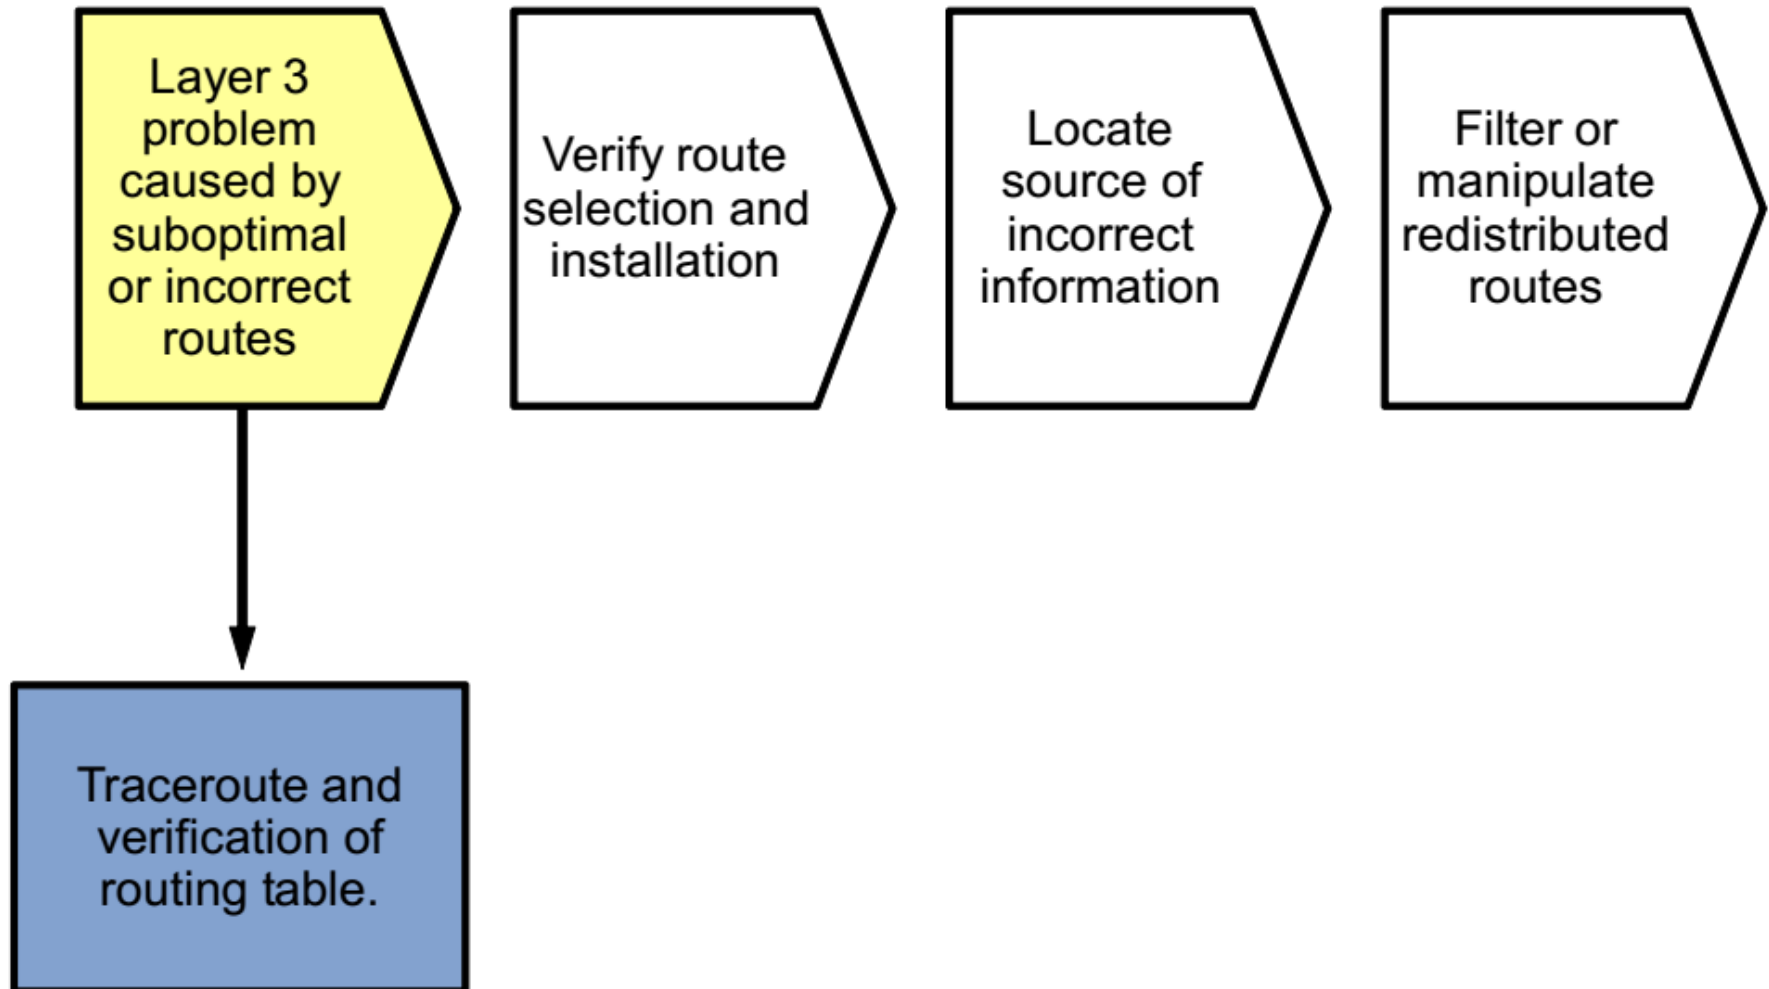 Layer 3
problem
caused by
suboptimal
or incorrect
routes
Verify route
selection and
installation
Locate
source of
incorrect
information
Filter or
manipulate
redistributed
routes
Traceroute and
verification of
routing table.